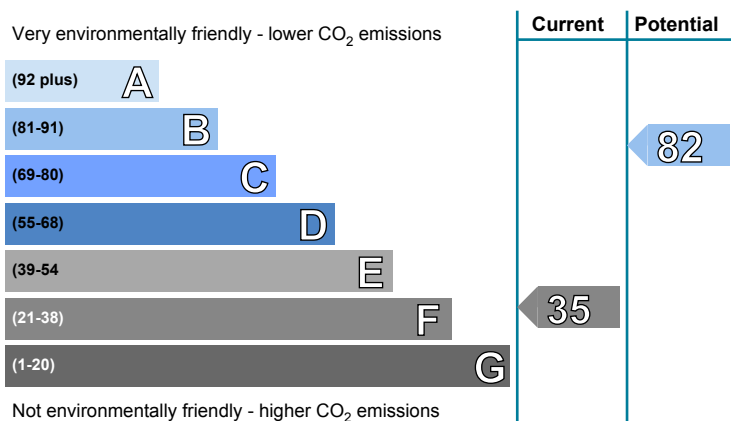 Current Potential
Very environmentally friendly - lower CO2 emissions
(92 plus) A
(81-91) B
82
(69-80) C
(55-68) D
(39-54 E
(21-38) F
35
(1-20) G
Not environmentally friendly - higher CO2 emissions